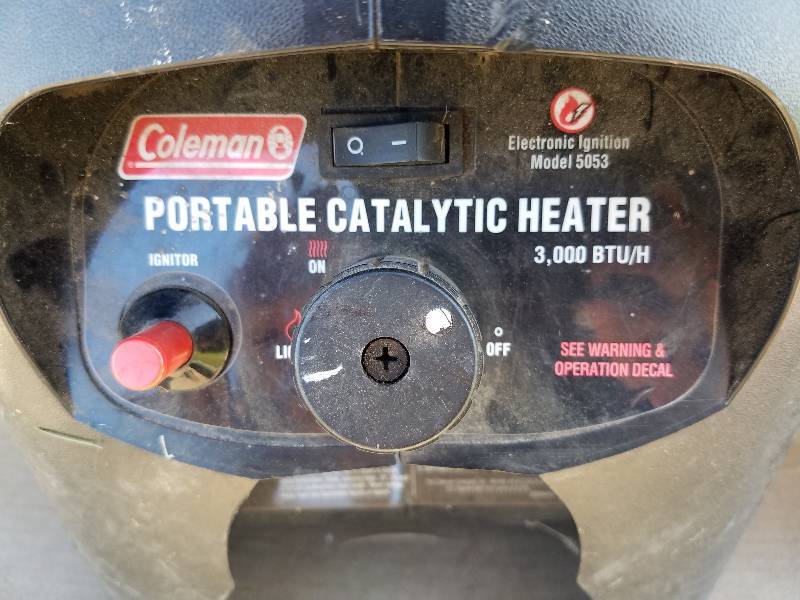 Coleman
O –
Electronic Ignition
Model 5053
PORTABLE CATALYTIC HEATER
3,000 BTU/H
IGNITOR
ON
OFF
SEE WARNING &
OPERATION DECAL